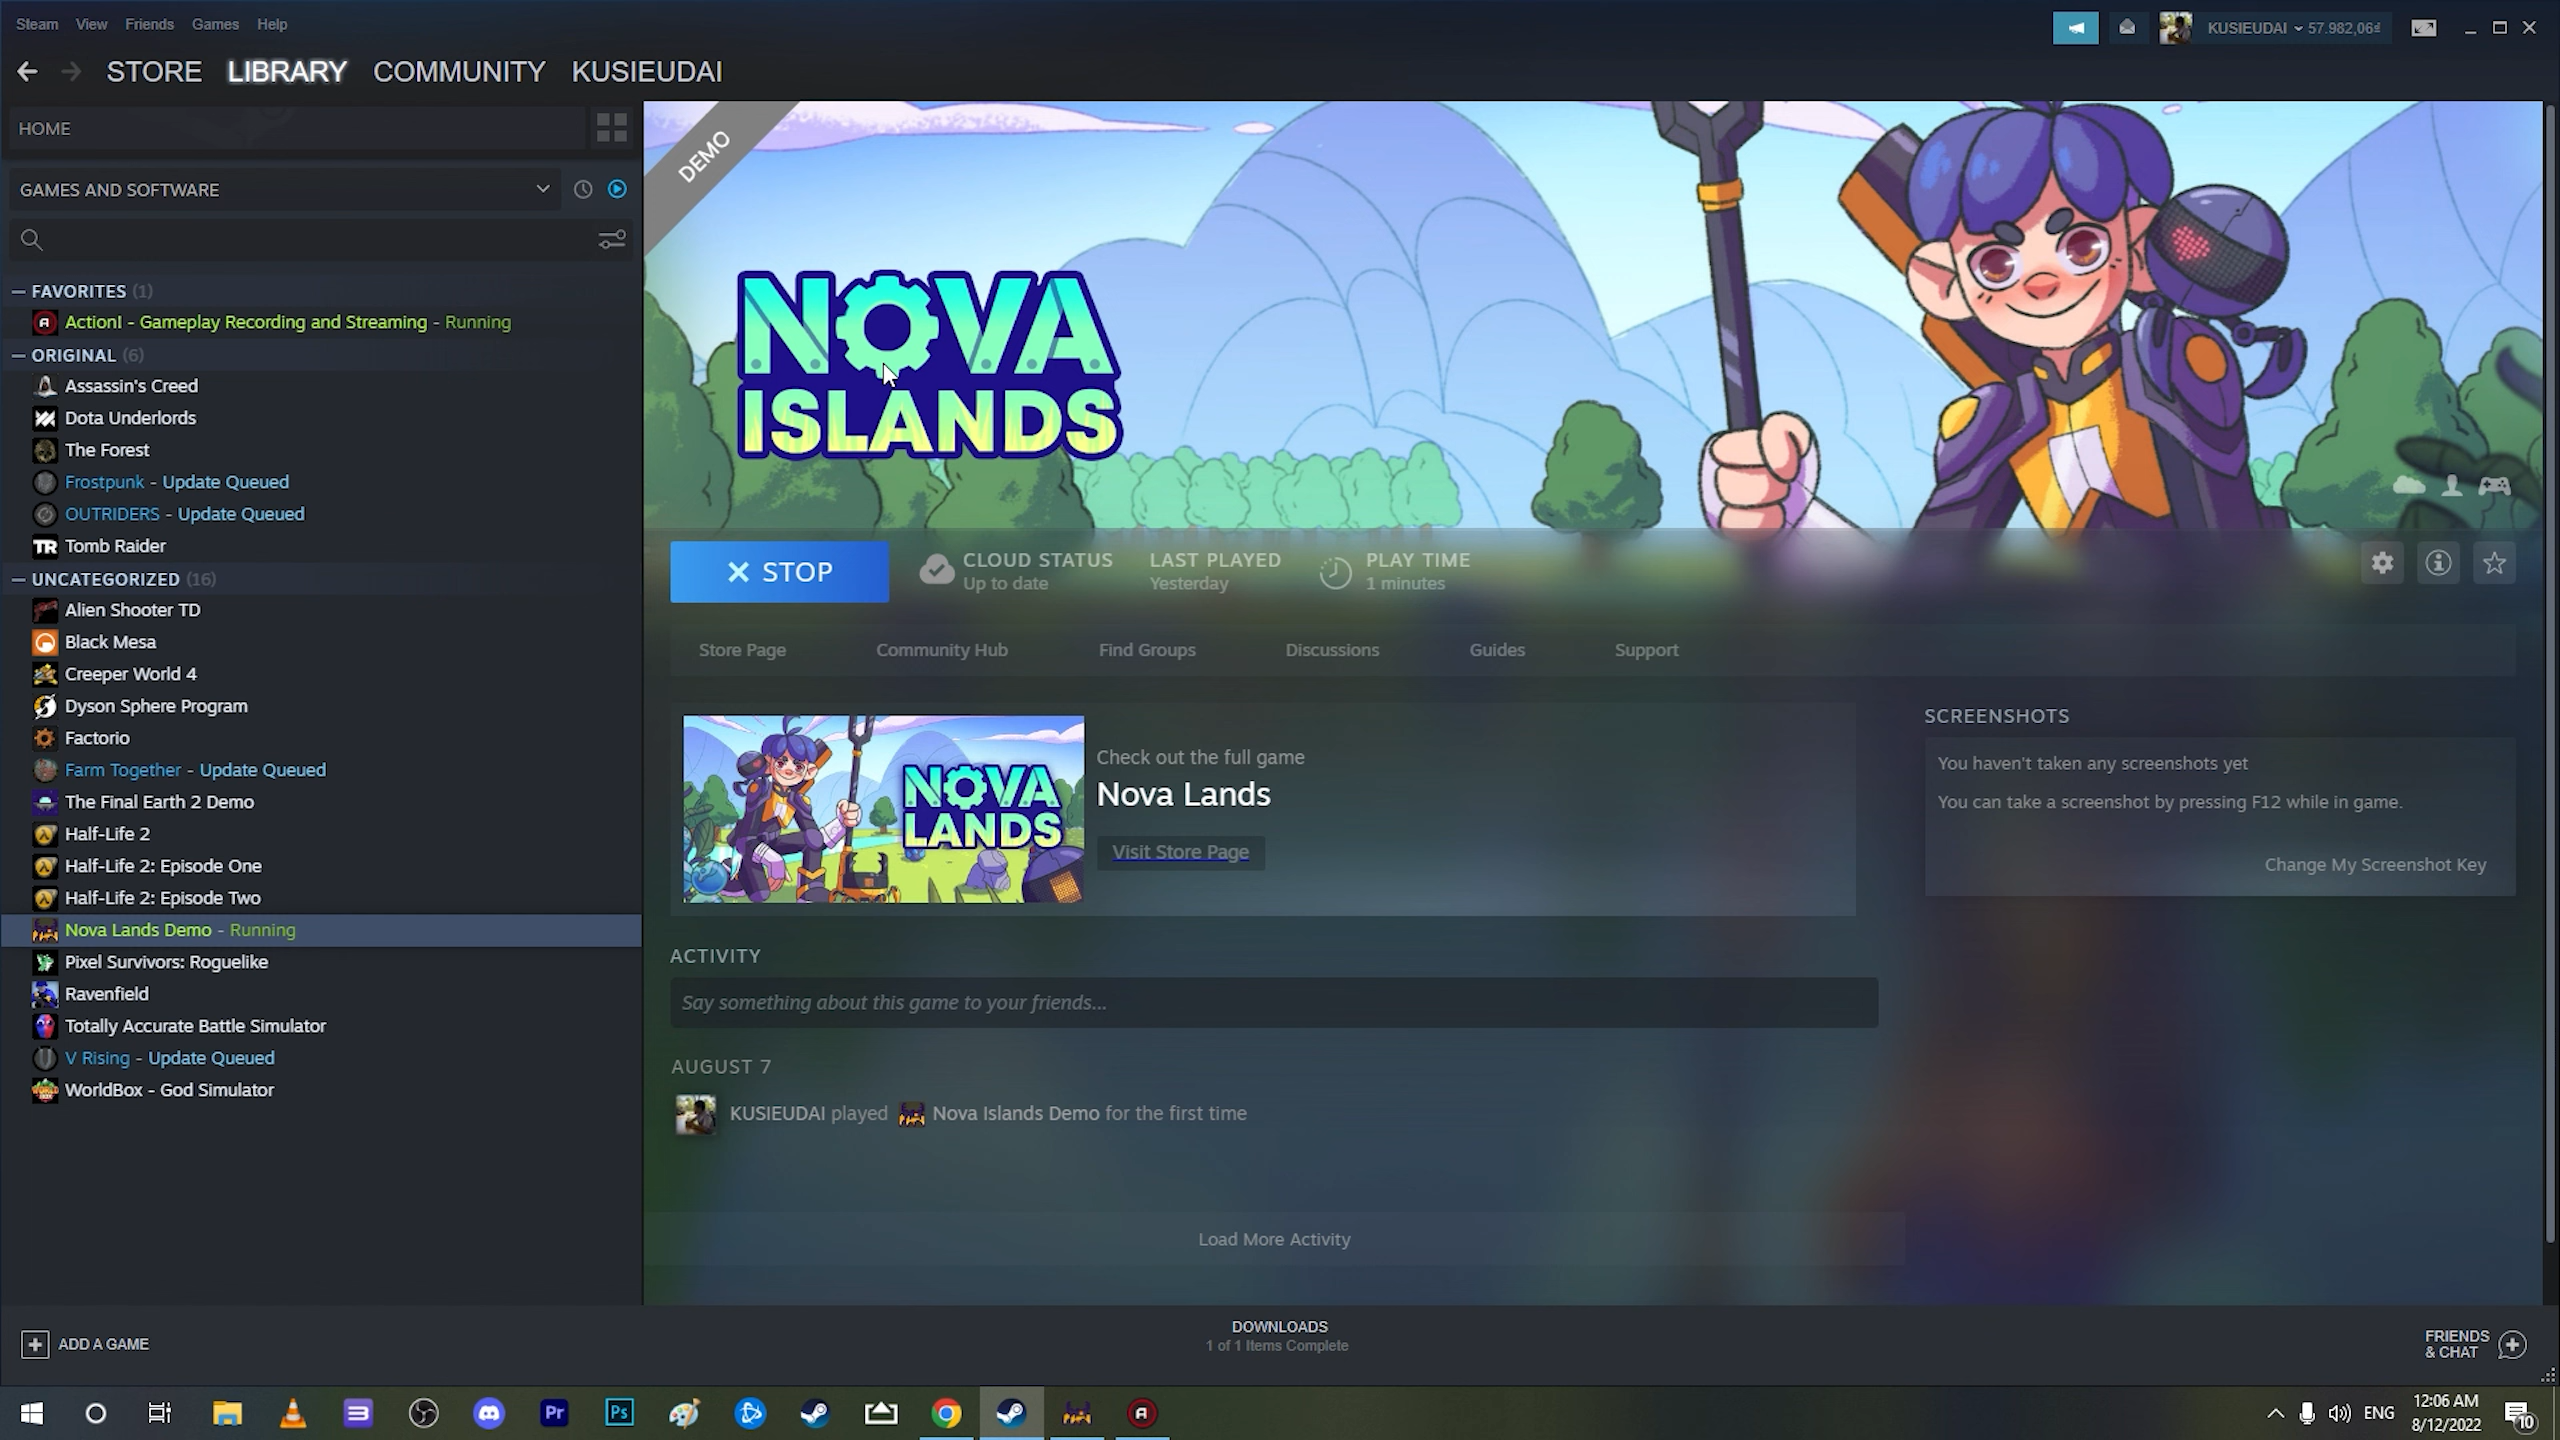 Steam View Friends Games Help
KUSIEUDAI 57.982,06₫
STORE LIBRARY COMMUNITY KUSIEUDAI
HOME
GAMES AND SOFTWARE
FAVORITES (1)
Action! - Gameplay Recording and Streaming - Running
ORIGINAL (6)
Assassin's Creed
Dota Underlords
The Forest
Frostpunk - Update Queued
OUTRIDERS - Update Queued
TR Tomb Raider
UNCATEGORIZED (16)
Alien Shooter TD
Black Mesa
Creeper World 4
Dyson Sphere Program
Factorio
Farm Together - Update Queued
The Final Earth 2 Demo
Half-Life 2
Half-Life 2: Episode One
Half-Life 2: Episode Two
Nova Lands Demo - Running
Pixel Survivors: Roguelike
Ravenfield
Totally Accurate Battle Simulator
V Rising - Update Queued
WorldBox - God Simulator
DEMO
NOVA
ISLANDS
STOP
CLOUD STATUS
Up to date
LAST PLAYED
Yesterday
PLAY TIME
1 minutes
Store Page Community Hub Find Groups Discussions Guides Support
NOVA
LANDS
Check out the full game
Nova Lands
Visit Store Page
SCREENSHOTS
You haven't taken any screenshots yet
You can take a screenshot by pressing F12 while in game.
Change My Screenshot Key
ACTIVITY
Say something about this game to your friends...
AUGUST 7
KUSIEUDAI played Nova Islands Demo for the first time
Load More Activity
ADD A GAME
DOWNLOADS
1 of 1 Items Complete
FRIENDS
& CHAT
Pr Ps
ENG
12:06 AM
8/12/2022
10